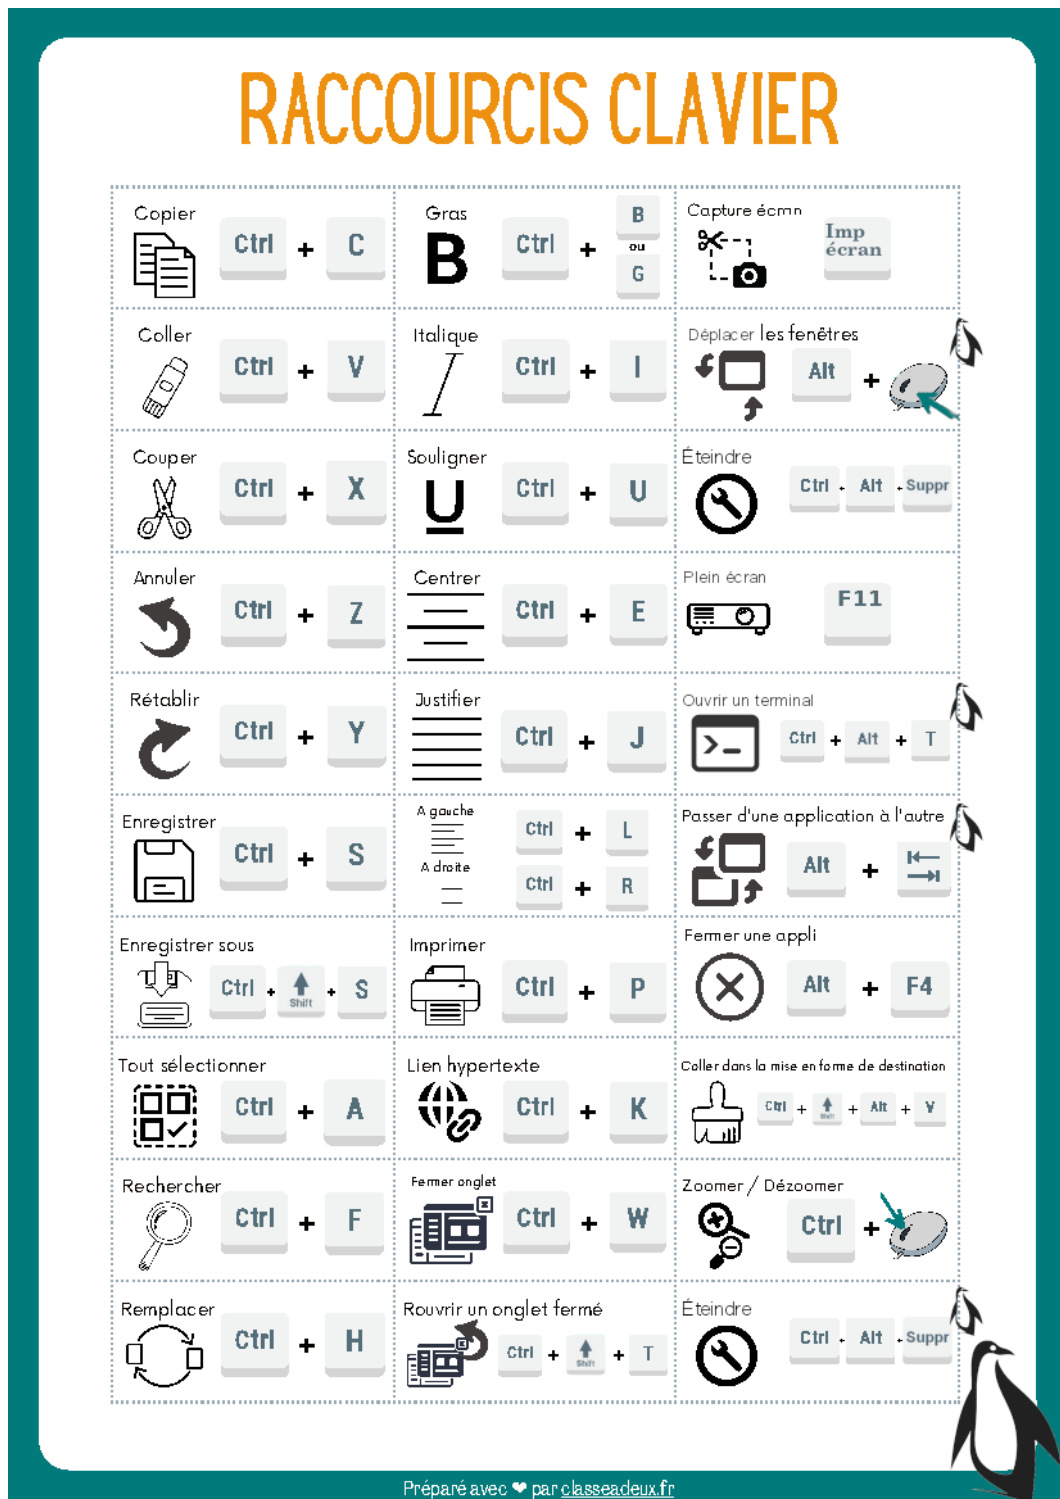 RACCOURCIS CLAVIER
Copier
Ctrl + C
Gras
B
Ctrl + B ou G
Capture écran
Imp écran
Coller
Ctrl + V
Italique
I
Ctrl + I
Déplacer les fenêtres
Alt +
Couper
Ctrl + X
Souligner
U
Ctrl + U
Éteindre
Ctrl + Alt + Suppr
Annuler
Ctrl + Z
Centrer
Ctrl + E
Plein écran
F11
Rétablir
Ctrl + Y
Justifier
Ctrl + J
Ouvrir un terminal
Ctrl + Alt + T
Enregistrer
Ctrl + S
A gauche
Ctrl + L
A droite
Ctrl + R
Passer d'une application à l'autre
Alt +
Enregistrer sous
Ctrl + Shift + S
Imprimer
Ctrl + P
Fermer une appli
Alt + F4
Tout sélectionner
Ctrl + A
Lien hypertexte
Ctrl + K
Coller dans la mise en forme de destination
Ctrl + Shift + Alt + V
Rechercher
Ctrl + F
Fermer onglet
Ctrl + W
Zoomer / Dézoomer
Ctrl +
Remplacer
Ctrl + H
Rouvrir un onglet fermé
Ctrl + Shift + T
Éteindre
Ctrl + Alt + Suppr
Préparé avec ❤ par classeadeux.fr